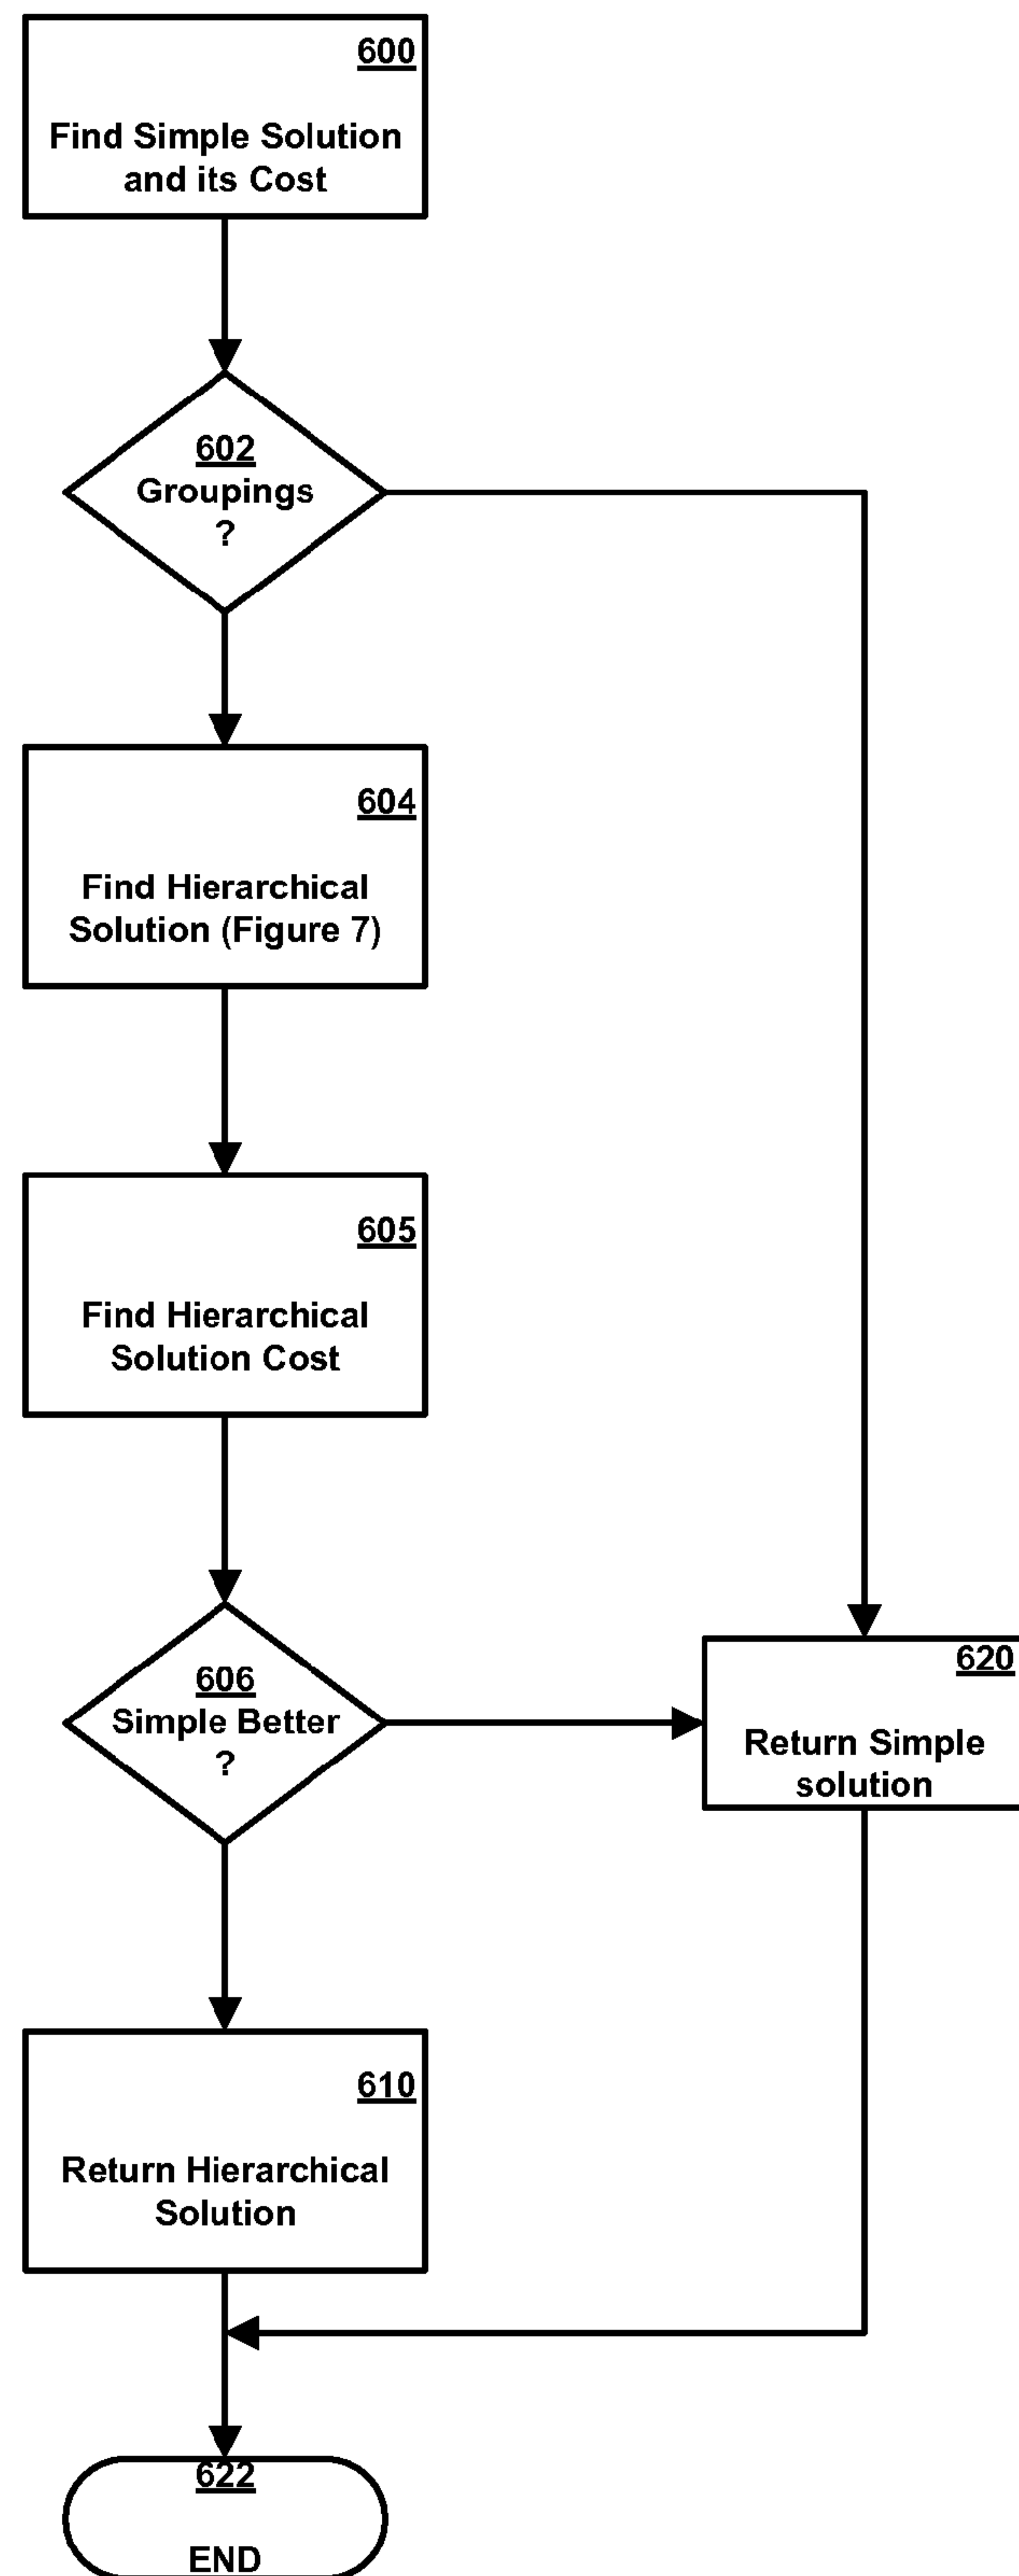 600
Find Simple Solution
and its Cost
602
Groupings
?
604
Find Hierarchical
Solution (Figure 7)
605
Find Hierarchical
Solution Cost
606
Simple Better
?
620
Return Simple
solution
610
Return Hierarchical
Solution
622
END